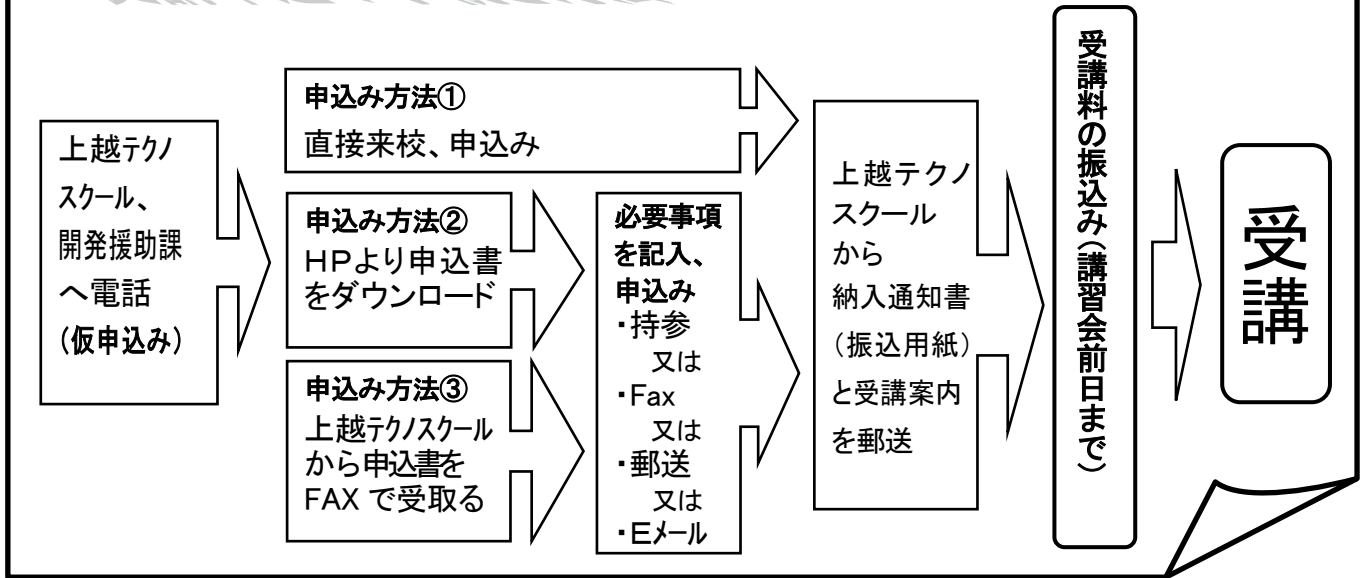 上越テクノ
スクール、
開発援助課
へ電話
(仮申込み)
申込み方法①
直接来校、申込み
申込み方法②
HPより申込書
をダウンロード
申込み方法③
上越テクノスクール
から申込書を
FAXで受取る
必要事項
を記入、
申込み
・持参
又は
・Fax
又は
・郵送
又は
・Eメール
上越テクノ
スクール
から
納入通知書
(振込用紙)
と受講案内
を郵送
受講料の振込み(講習会前日まで)
受講